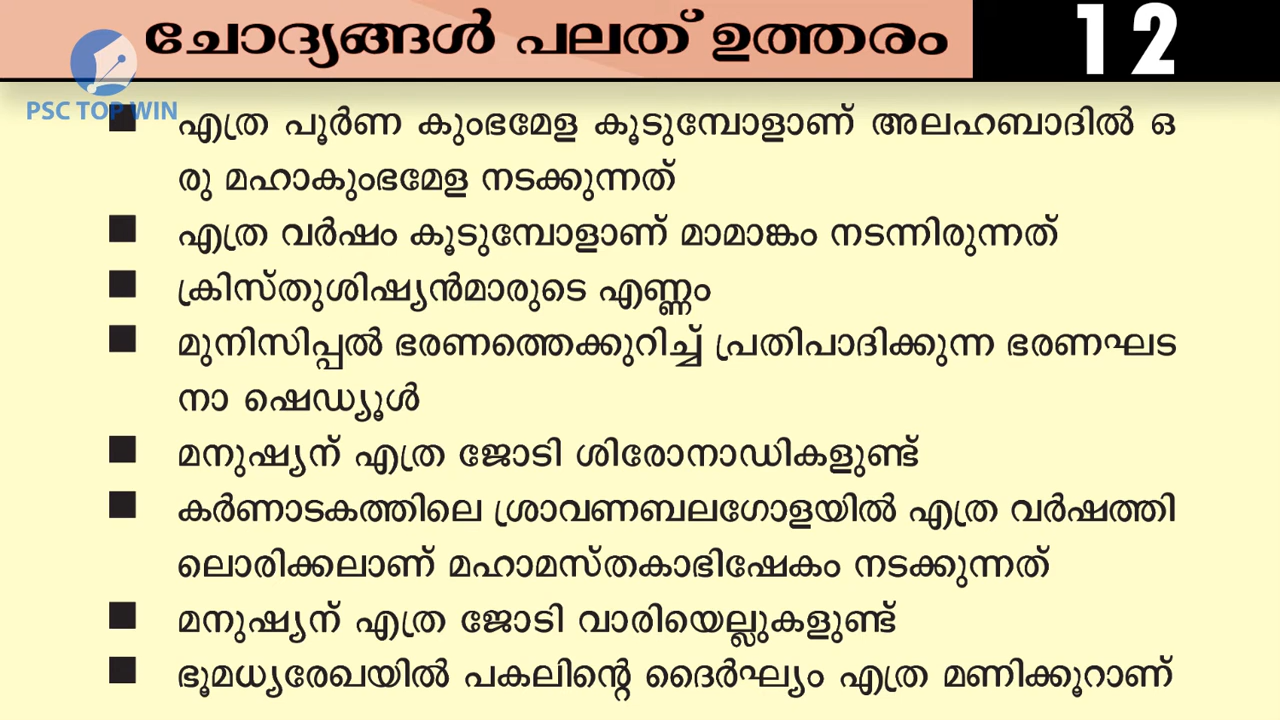 ചോദ്യങ്ങൾ പലത് ഉത്തരം 12
PSC TOP WIN
■ എത്ര പൂർണ കുംഭമേള കൂടുമ്പോളാണ് അലഹബാദിൽ ഒ
രു മഹാകുംഭമേള നടക്കുന്നത്
■ എത്ര വർഷം കൂടുമ്പോളാണ് മാമാങ്കം നടന്നിരുന്നത്
■ ക്രിസ്തുശിഷ്യൻമാരുടെ എണ്ണം
■ മുനിസിപ്പൽ ഭരണത്തെക്കുറിച്ച് പ്രതിപാദിക്കുന്ന ഭരണഘട
നാ ഷെഡ്യൂൾ
■ മനുഷ്യന് എത്ര ജോടി ശിരോനാഡികളുണ്ട്
■ കർണാടകത്തിലെ ശ്രാവണബലഗോളയിൽ എത്ര വർഷത്തി
ലൊരിക്കലാണ് മഹാമസ്തകാഭിഷേകം നടക്കുന്നത്
■ മനുഷ്യന് എത്ര ജോടി വാരിയെല്ലുകളുണ്ട്
■ ഭൂമധ്യരേഖയിൽ പകലിന്റെ ദൈർഘ്യം എത്ര മണിക്കൂറാണ്